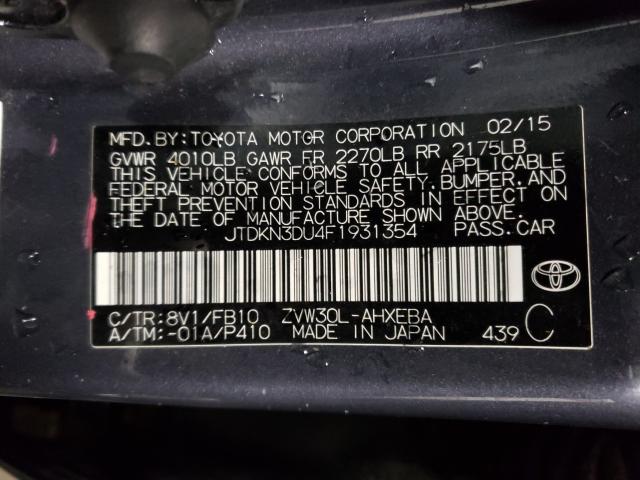 MFD.BY:TOYOTA MOTOR CORPORATION 02/15
GVWR 4010LB GAWR FR 2270LB RR 2175LB
THIS VEHICLE CONFORMS TO ALL APPLICABLE
FEDERAL MOTOR VEHICLE SAFETY,BUMPER,AND
THEFT PREVENTION STANDARDS IN EFFECT ON
THE DATE OF MANUFACTURE SHOWN ABOVE.
JTDKN3DU4F1931354 PASS.CAR
C/TR:8V1/FB10 ZVW30L-AHXEBA
A/TM:-01A/P410 MADE IN JAPAN 439 C